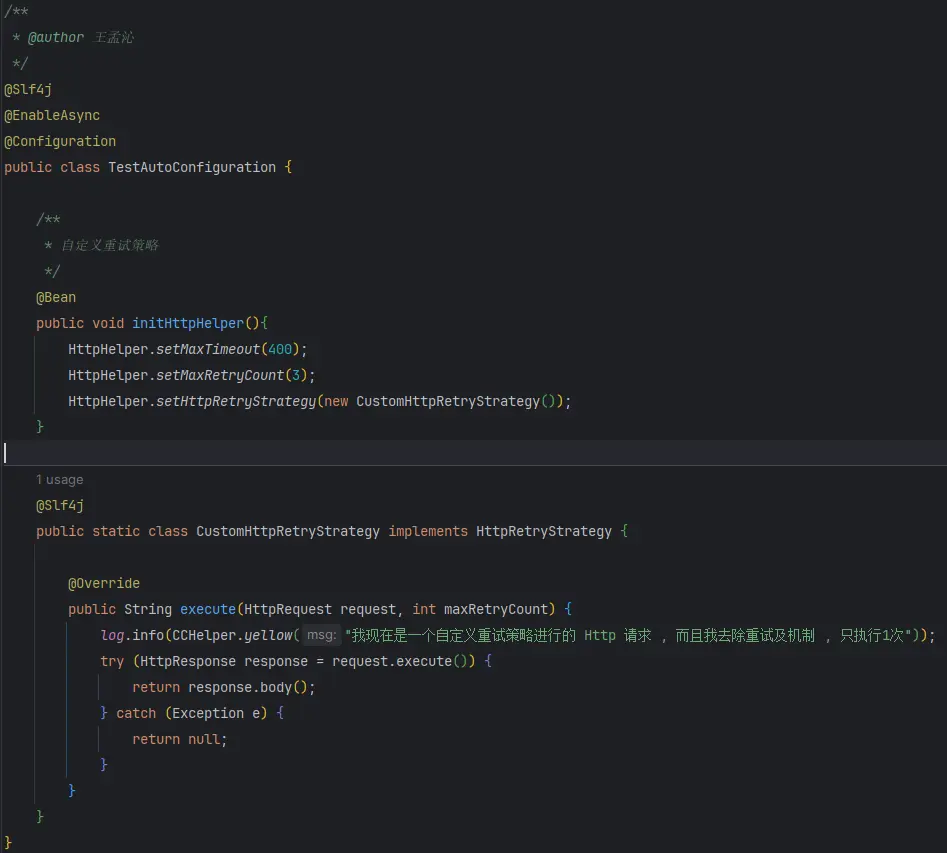 /**
 * @author 王孟沁
 */
@Slf4j
@EnableAsync
@Configuration
public class TestAutoConfiguration {
    /**
     * 自定义重试策略
     */
    @Bean
    public void initHttpHelper(){
        HttpHelper.setMaxTimeout(400);
        HttpHelper.setMaxRetryCount(3);
        HttpHelper.setHttpRetryStrategy(new CustomHttpRetryStrategy());
    }
    1 usage
    @Slf4j
    public static class CustomHttpRetryStrategy implements HttpRetryStrategy {
        @Override
        public String execute(HttpRequest request, int maxRetryCount) {
            log.info(CCHelper.yellow( msg: "我现在是一个自定义重试策略进行的 Http 请求 , 而且我去除重试及机制 , 只执行1次"));
            try (HttpResponse response = request.execute()) {
                return response.body();
            } catch (Exception e) {
                return null;
            }
        }
    }
}